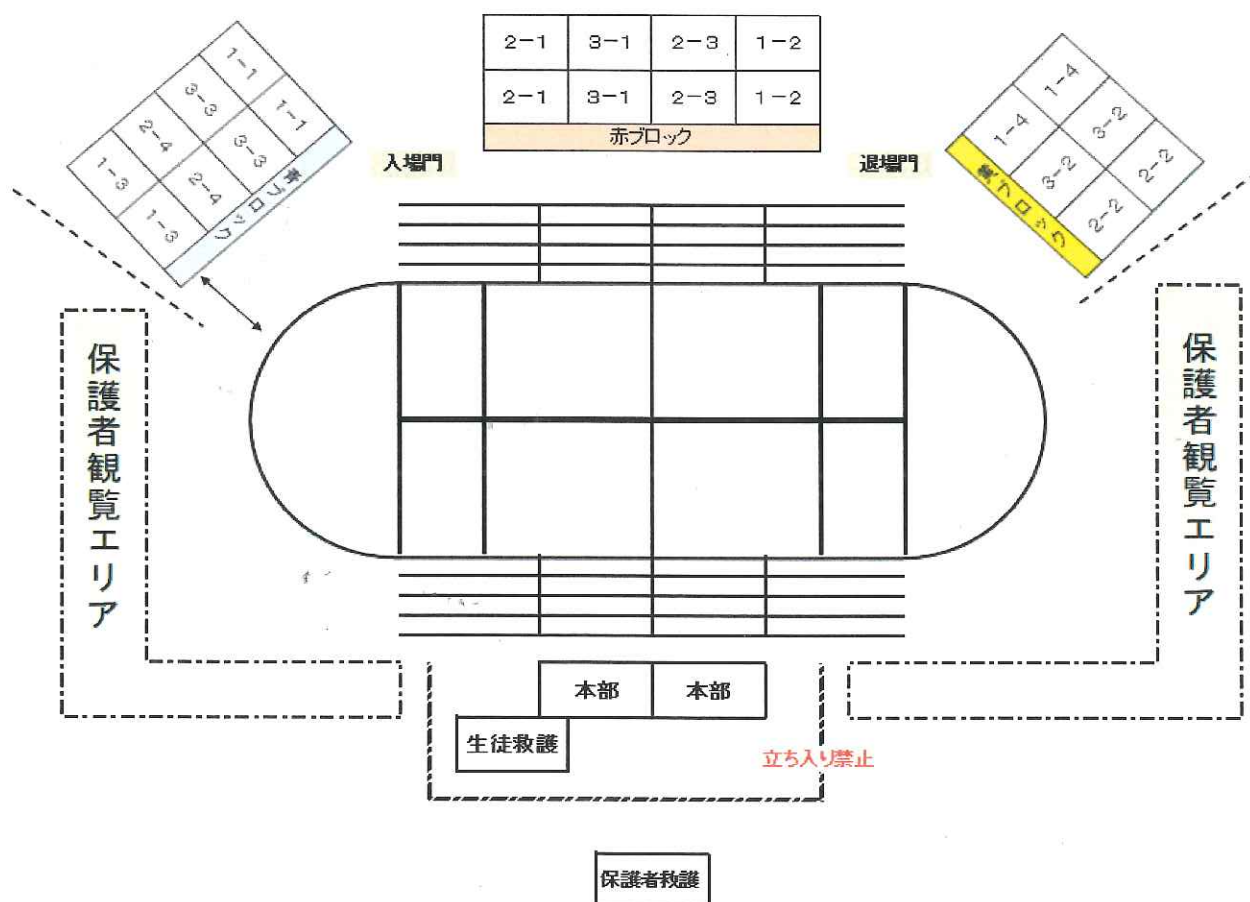 2-1 3-1 2-3 1-2
2-1 3-1 2-3 1-2
赤ブロック
1-3 2-4 3-3 1-1
1-3 2-4 3-3 1-1
青ブロック
1-4 3-2 2-2
1-4 3-2 2-2
黄ブロック
入場門
退場門
保護者観覧エリア
保護者観覧エリア
本部 本部
生徒救護
立ち入り禁止
保護者救護